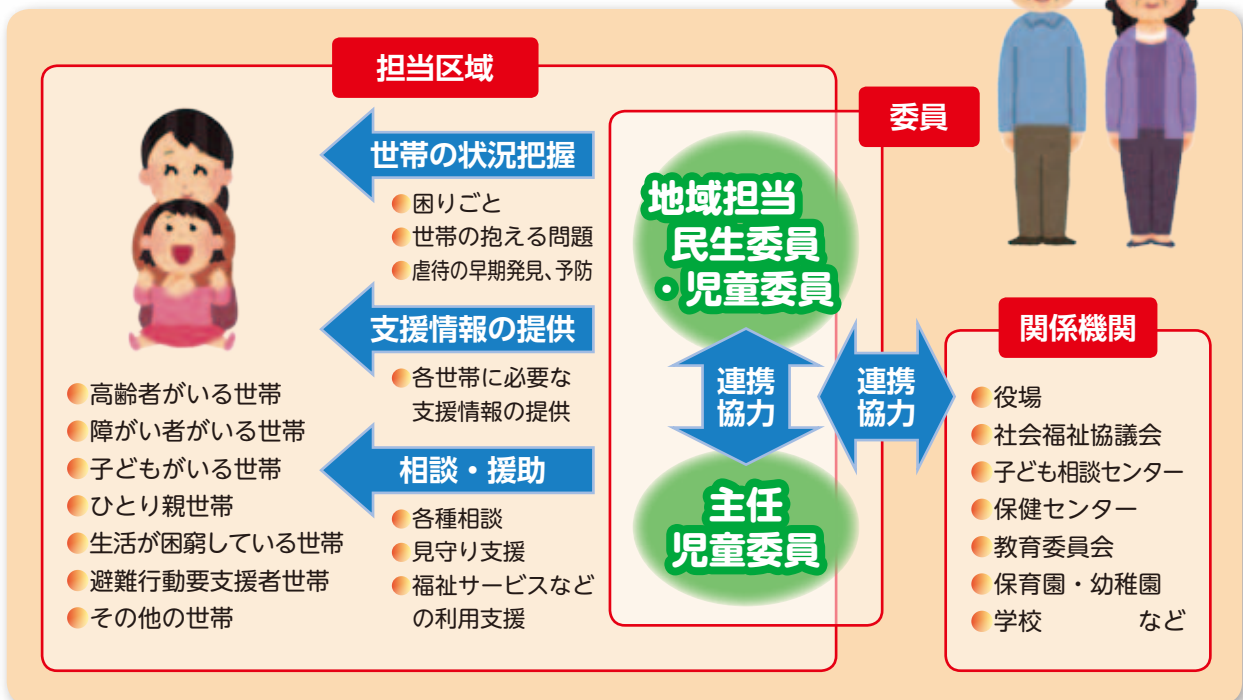 担当区域
世帯の状況把握
●困りごと
●世帯の抱える問題
●虐待の早期発見、予防
支援情報の提供
●各世帯に必要な
支援情報の提供
相談・援助
●各種相談
●見守り支援
●福祉サービスなど
の利用支援
●高齢者がいる世帯
●障がい者がいる世帯
●子どもがいる世帯
●ひとり親世帯
●生活が困窮している世帯
●避難行動要支援者世帯
●その他の世帯
委員
地域担当
民生委員
・児童委員
連携
協力
主任
児童委員
連携
協力
関係機関
●役場
●社会福祉協議会
●子ども相談センター
●保健センター
●教育委員会
●保育園・幼稚園
●学校 など